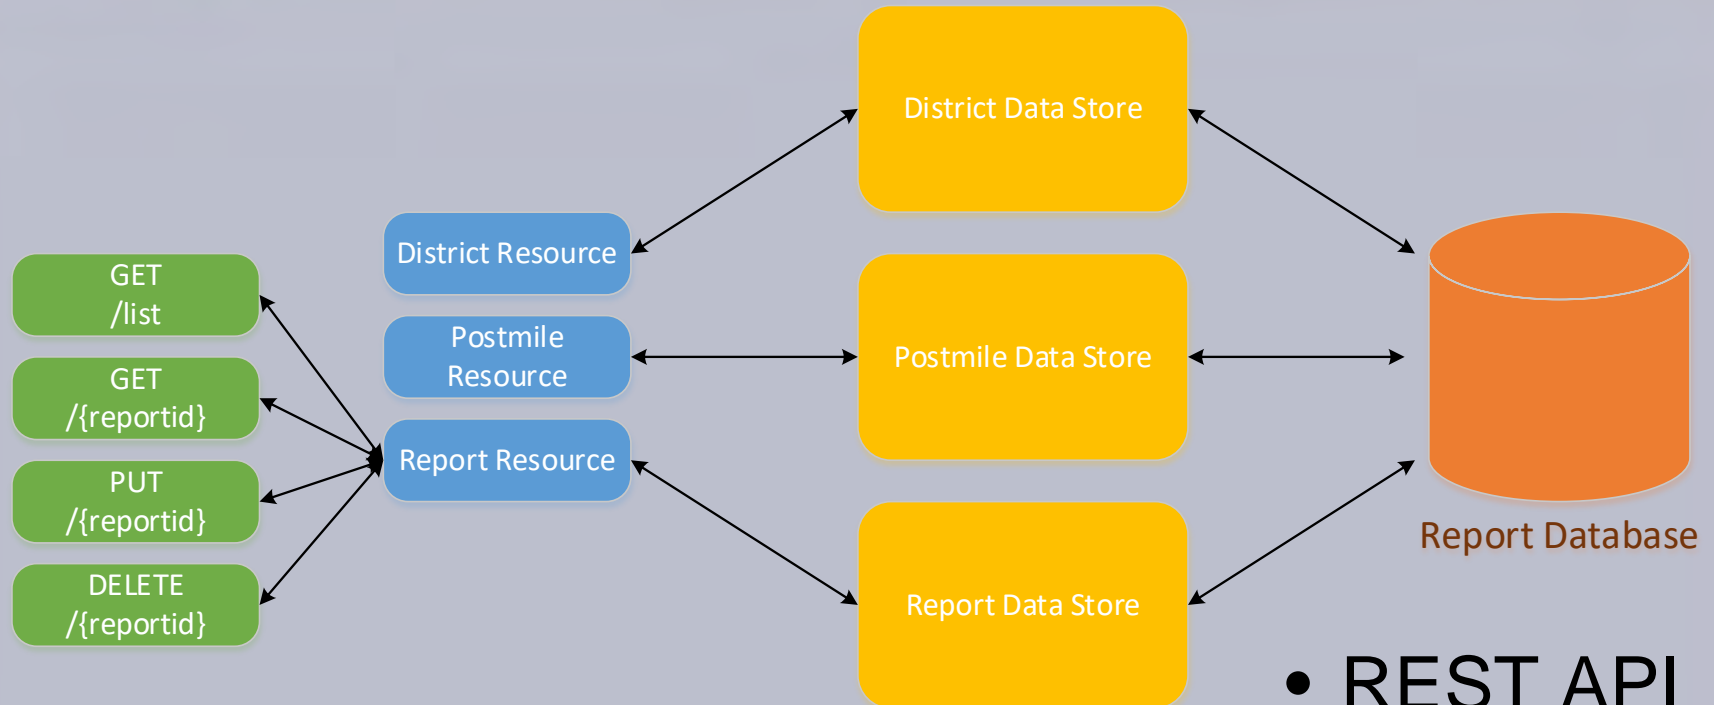 GET
/list
GET
/{reportid}
PUT
/{reportid}
DELETE
/{reportid}
District Resource
Postmile
Resource
Report Resource
District Data Store
Postmile Data Store
Report Data Store
Report Database
• REST API